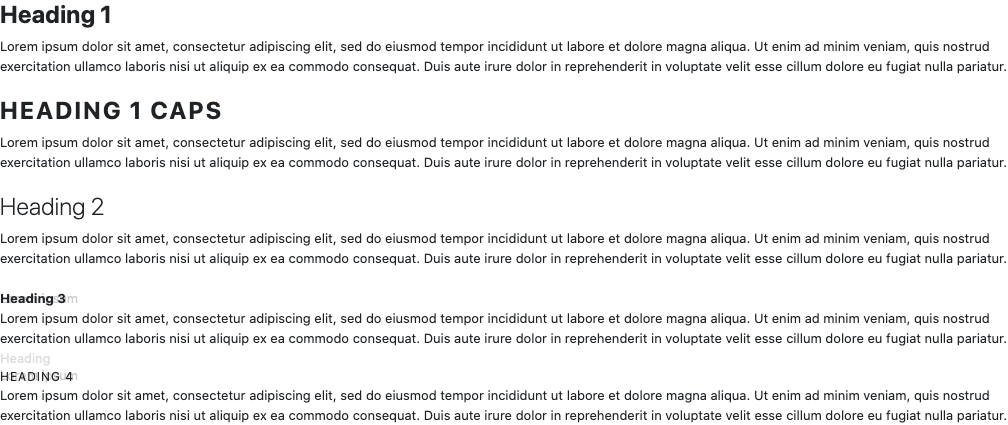 Heading 1
Lorem ipsum dolor sit amet, consectetur adipiscing elit, sed do eiusmod tempor incididunt ut labore et dolore magna aliqua. Ut enim ad minim veniam, quis nostrud
exercitation ullamco laboris nisi ut aliquip ex ea commodo consequat. Duis aute irure dolor in reprehenderit in voluptate velit esse cillum dolore eu fugiat nulla pariatur.
HEADING 1 CAPS
Lorem ipsum dolor sit amet, consectetur adipiscing elit, sed do eiusmod tempor incididunt ut labore et dolore magna aliqua. Ut enim ad minim veniam, quis nostrud
exercitation ullamco laboris nisi ut aliquip ex ea commodo consequat. Duis aute irure dolor in reprehenderit in voluptate velit esse cillum dolore eu fugiat nulla pariatur.
Heading 2
Lorem ipsum dolor sit amet, consectetur adipiscing elit, sed do eiusmod tempor incididunt ut labore et dolore magna aliqua. Ut enim ad minim veniam, quis nostrud
exercitation ullamco laboris nisi ut aliquip ex ea commodo consequat. Duis aute irure dolor in reprehenderit in voluptate velit esse cillum dolore eu fugiat nulla pariatur.
Heading 3
Lorem ipsum dolor sit amet, consectetur adipiscing elit, sed do eiusmod tempor incididunt ut labore et dolore magna aliqua. Ut enim ad minim veniam, quis nostrud
exercitation ullamco laboris nisi ut aliquip ex ea commodo consequat. Duis aute irure dolor in reprehenderit in voluptate velit esse cillum dolore eu fugiat nulla pariatur.
Heading
HEADING 4
Lorem ipsum dolor sit amet, consectetur adipiscing elit, sed do eiusmod tempor incididunt ut labore et dolore magna aliqua. Ut enim ad minim veniam, quis nostrud
exercitation ullamco laboris nisi ut aliquip ex ea commodo consequat. Duis aute irure dolor in reprehenderit in voluptate velit esse cillum dolore eu fugiat nulla pariatur.